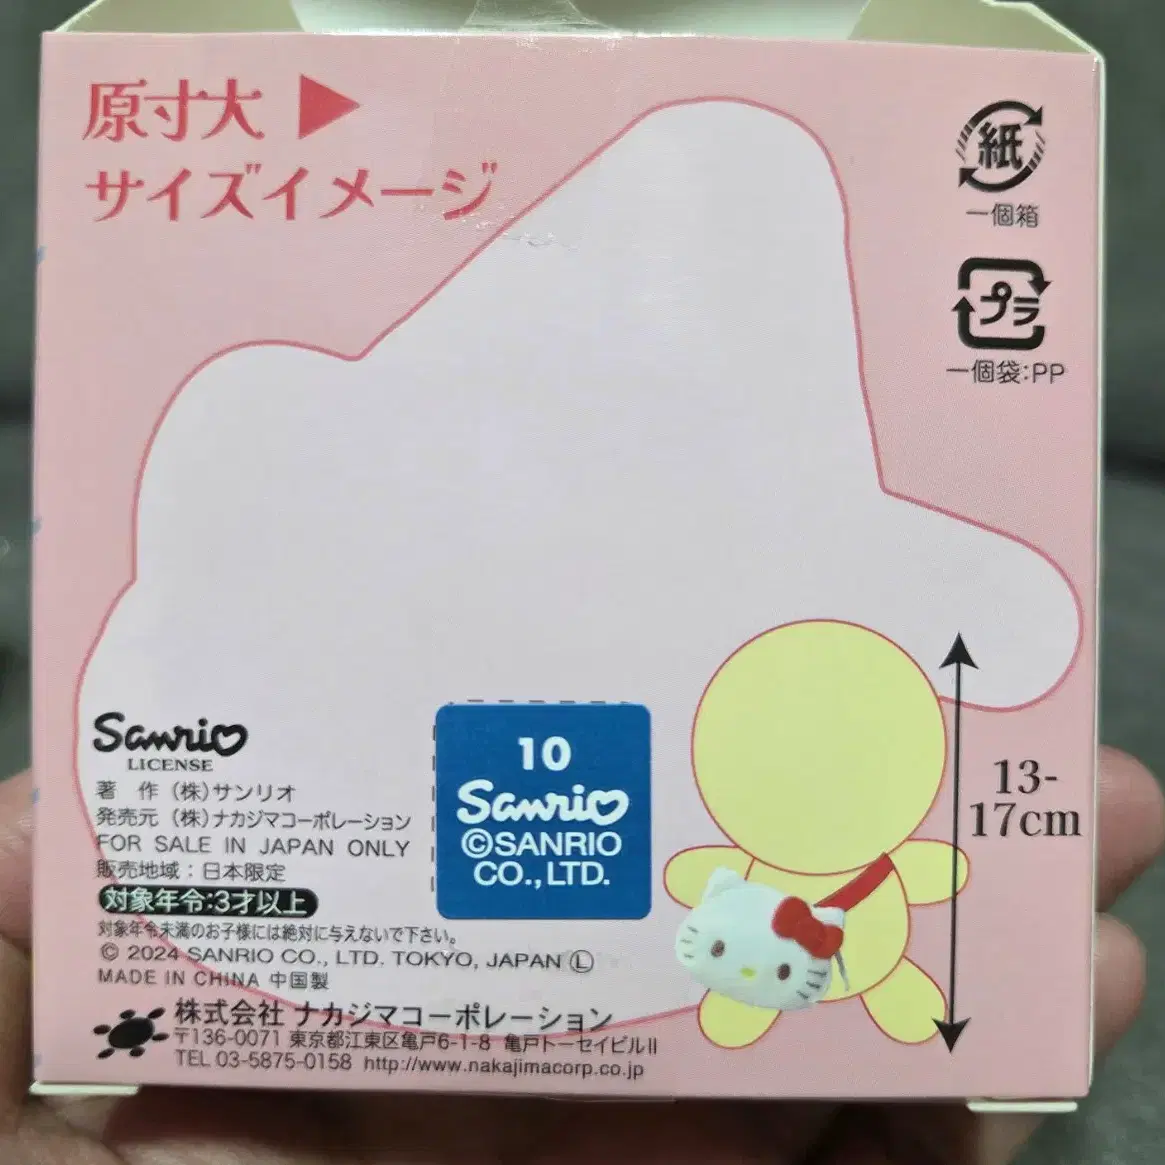 原寸大▶
サイズイメージ
紙
一個箱
プラ
一個袋:PP
13-
17cm
Sanrio
LICENSE
著 作 (株)サンリオ
発売元 (株)ナカジマコーポレーション
FOR SALE IN JAPAN ONLY
販売地域:日本限定
対象年令:3才以上
対象年令未満のお子様には絶対に与えないで下さい。
© 2024 SANRIO CO., LTD. TOKYO, JAPAN Ⓛ
MADE IN CHINA 中国製
10
Sanrio
©SANRIO
CO.,LTD.
株式会社 ナカジマコーポレーション
〒136-0071 東京都江東区亀戸6-1-8 亀戸トーセイビルII
TEL 03-5875-0158 http://www.nakajimacorp.co.jp